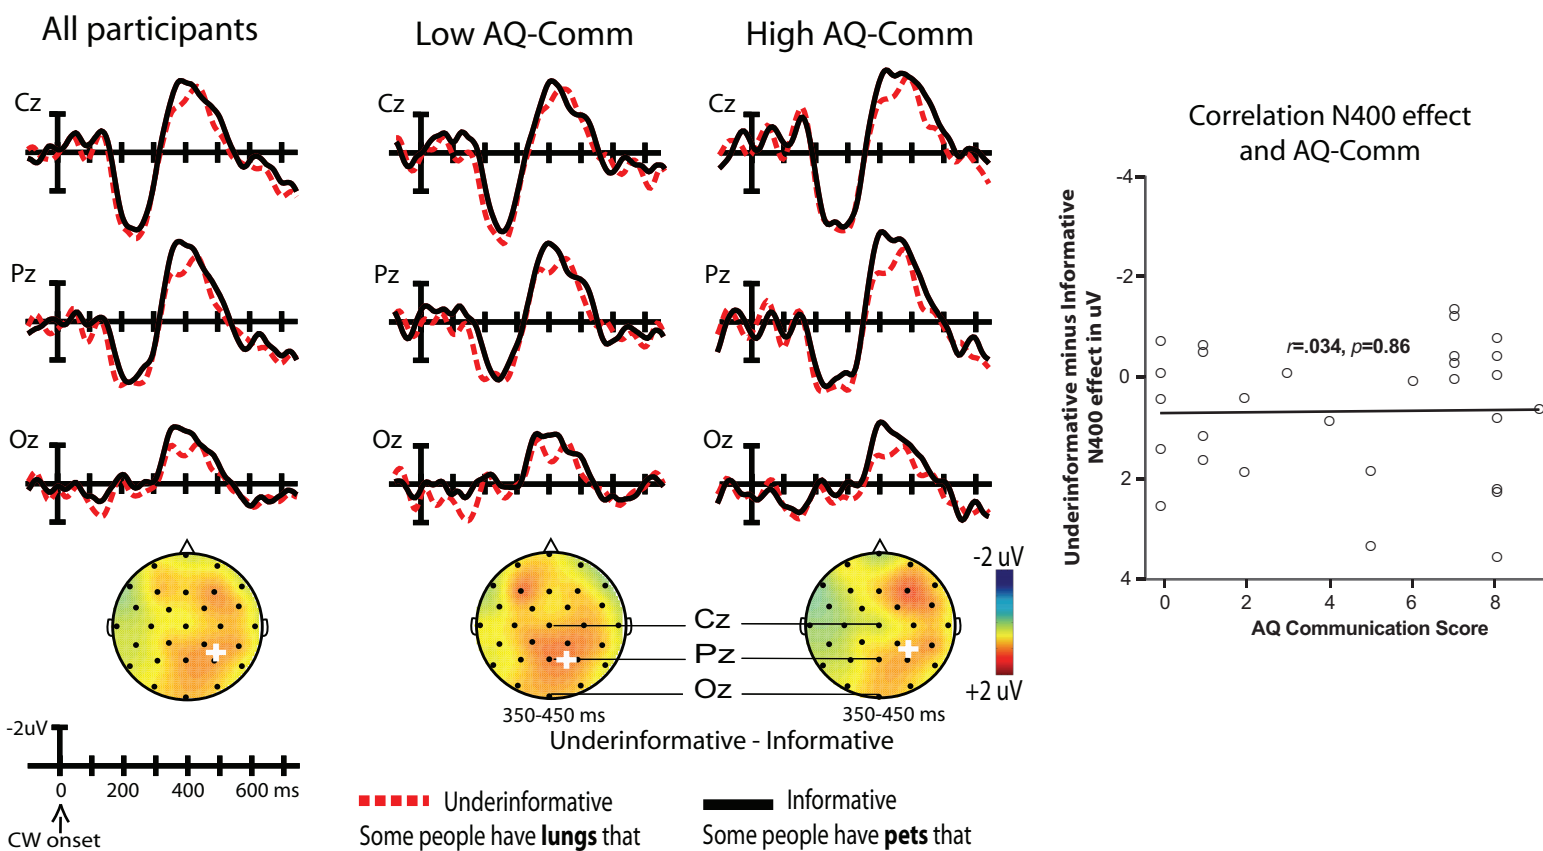 All participants
Low AQ-Comm
High AQ-Comm
Cz
Cz
Cz
Pz
Pz
Pz
Oz
Oz
Oz
Correlation N400 effect
and AQ-Comm
Underinformative minus Informative
N400 effect in uV
-4
-2
0
2
4
r=.034, p=0.86
0
2
4
6
8
AQ Communication Score
Cz
Pz
Oz
-2 uV
+2 uV
350-450 ms
350-450 ms
Underinformative - Informative
-2uV
0
200
400
600 ms
CW onset
Underinformative
Some people have lungs that
Informative
Some people have pets that